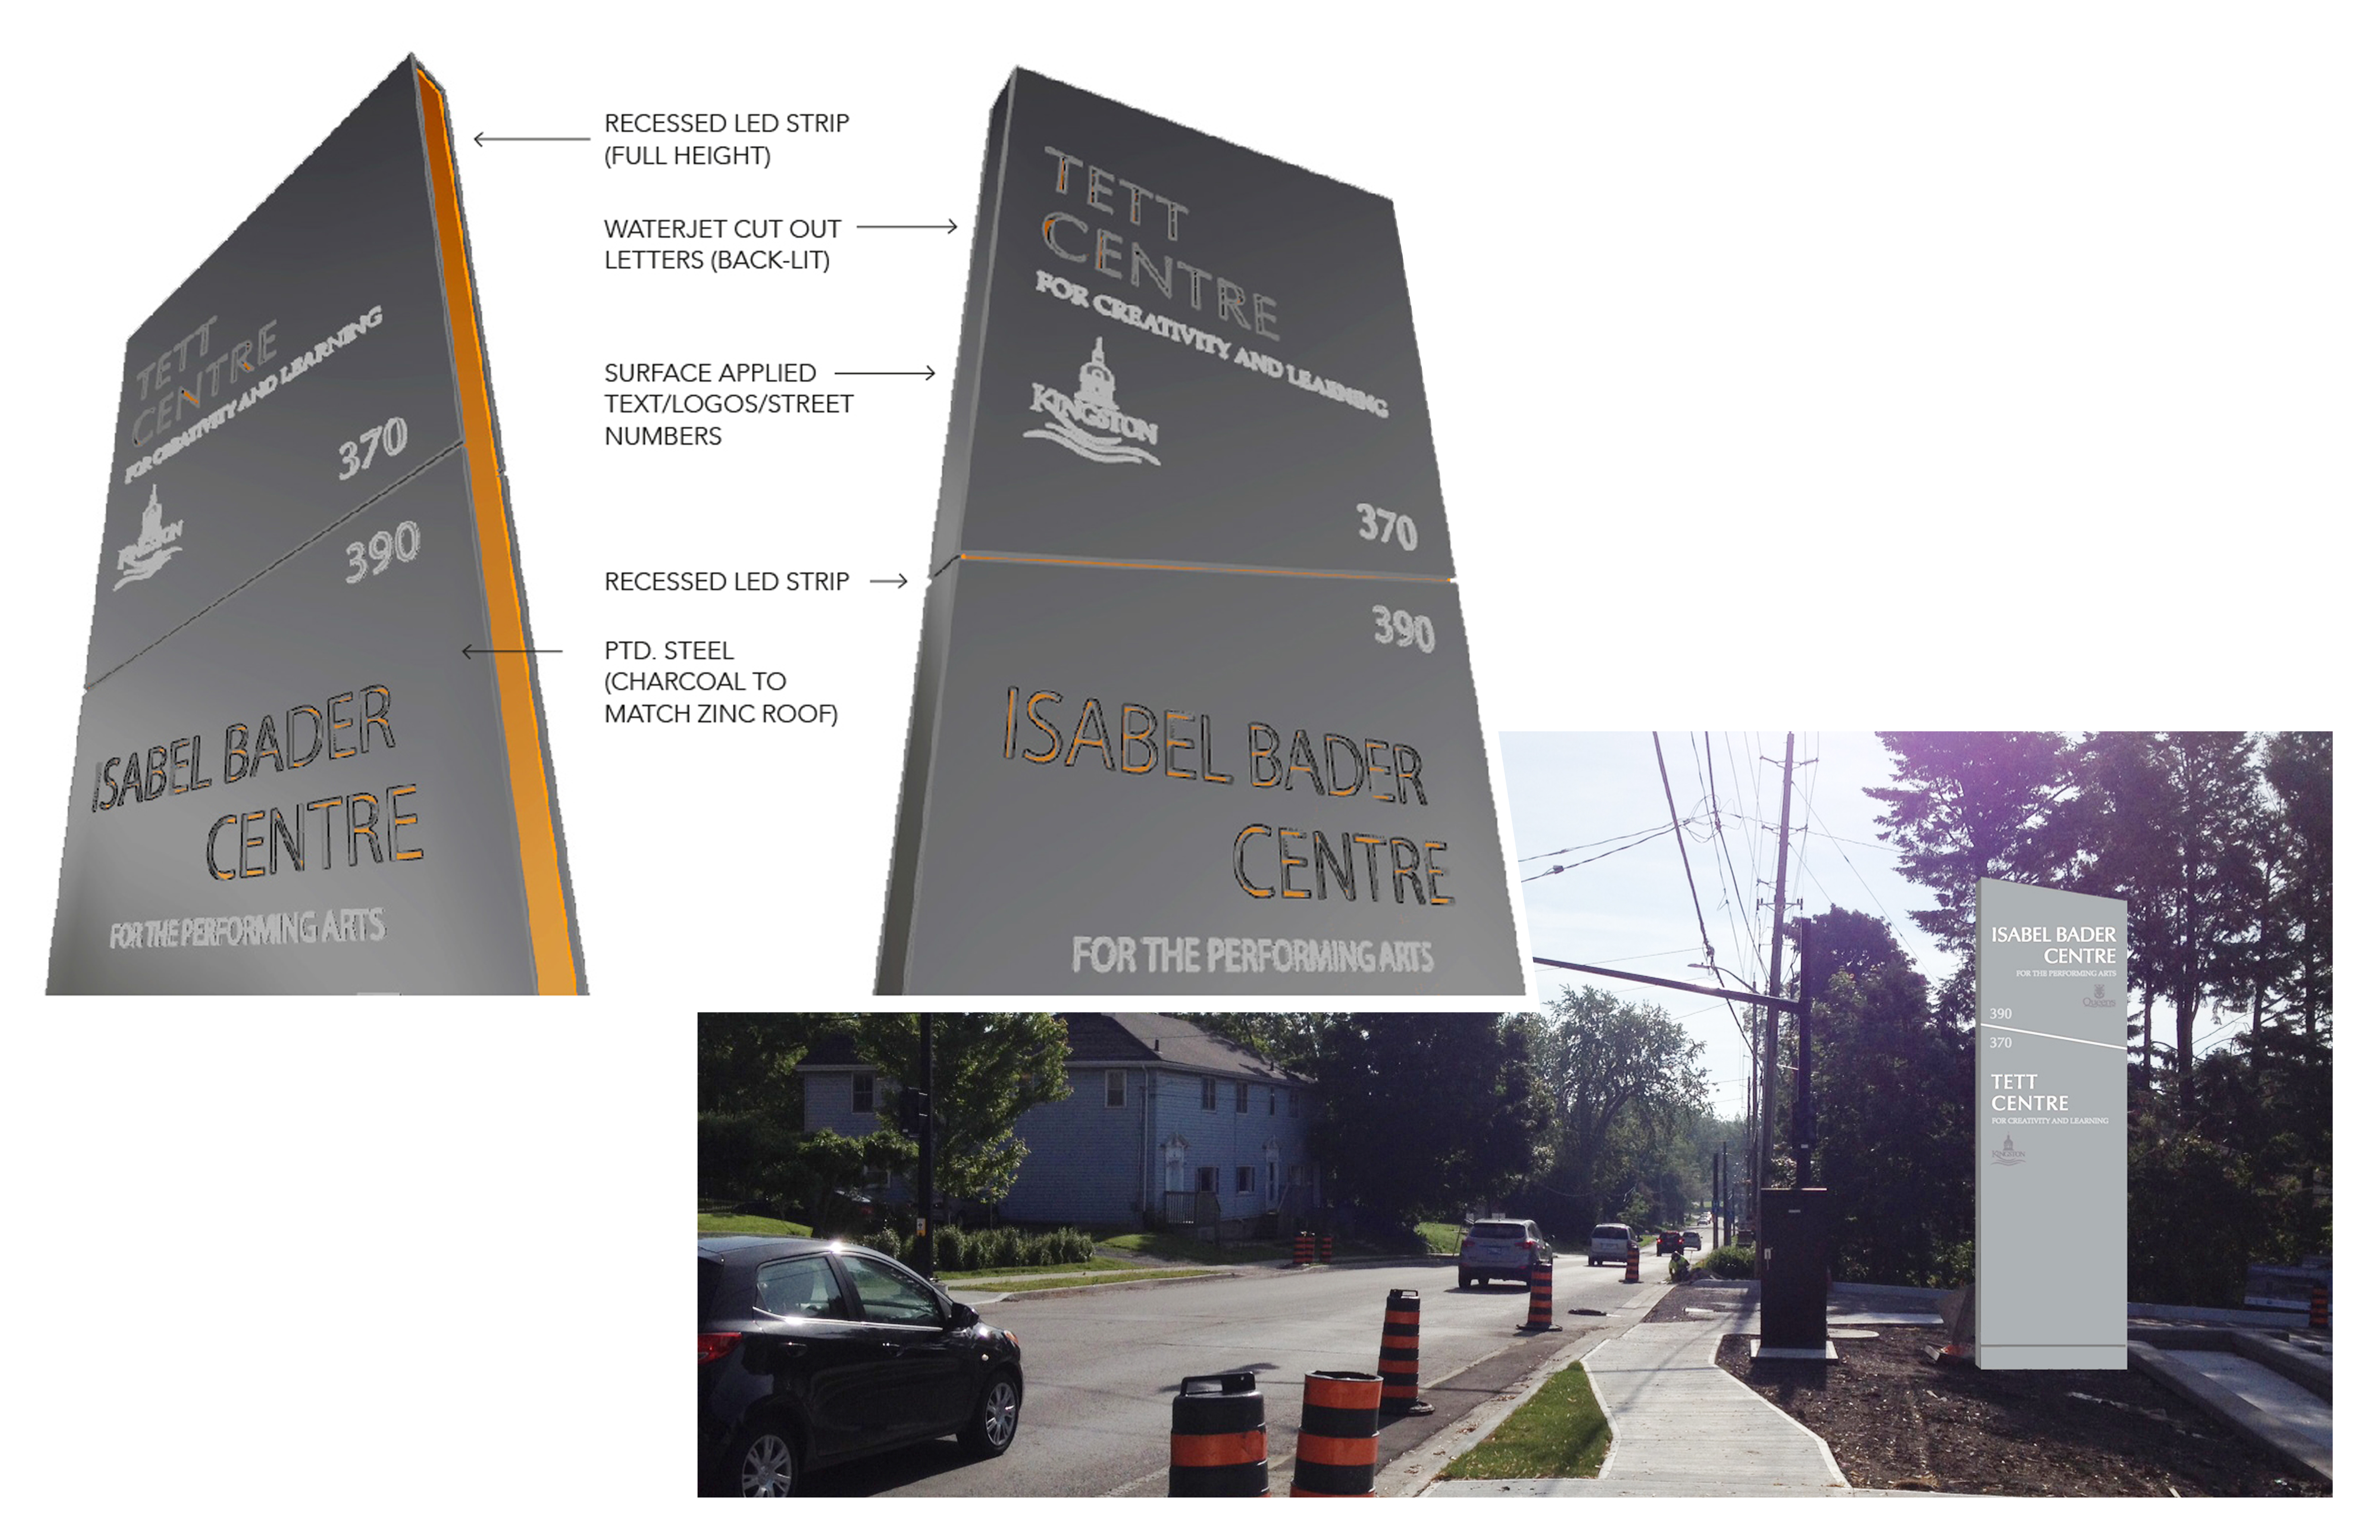 TETT
CENTRE
FOR CREATIVITY AND LEARNING
KINGSTON
370
390
ISABEL BADER
CENTRE
FOR THE PERFORMING ARTS
RECESSED LED STRIP
(FULL HEIGHT)
WATERJET CUT OUT
LETTERS (BACK-LIT)
SURFACE APPLIED
TEXT/LOGOS/STREET
NUMBERS
RECESSED LED STRIP
PTD. STEEL
(CHARCOAL TO
MATCH ZINC ROOF)
TETT
CENTRE
FOR CREATIVITY AND LEARNING
KINGSTON
370
390
ISABEL BADER
CENTRE
FOR THE PERFORMING ARTS
ISABEL BADER
CENTRE
FOR THE PERFORMING ARTS
Queen's
390
370
TETT
CENTRE
FOR CREATIVITY AND LEARNING
KINGSTON